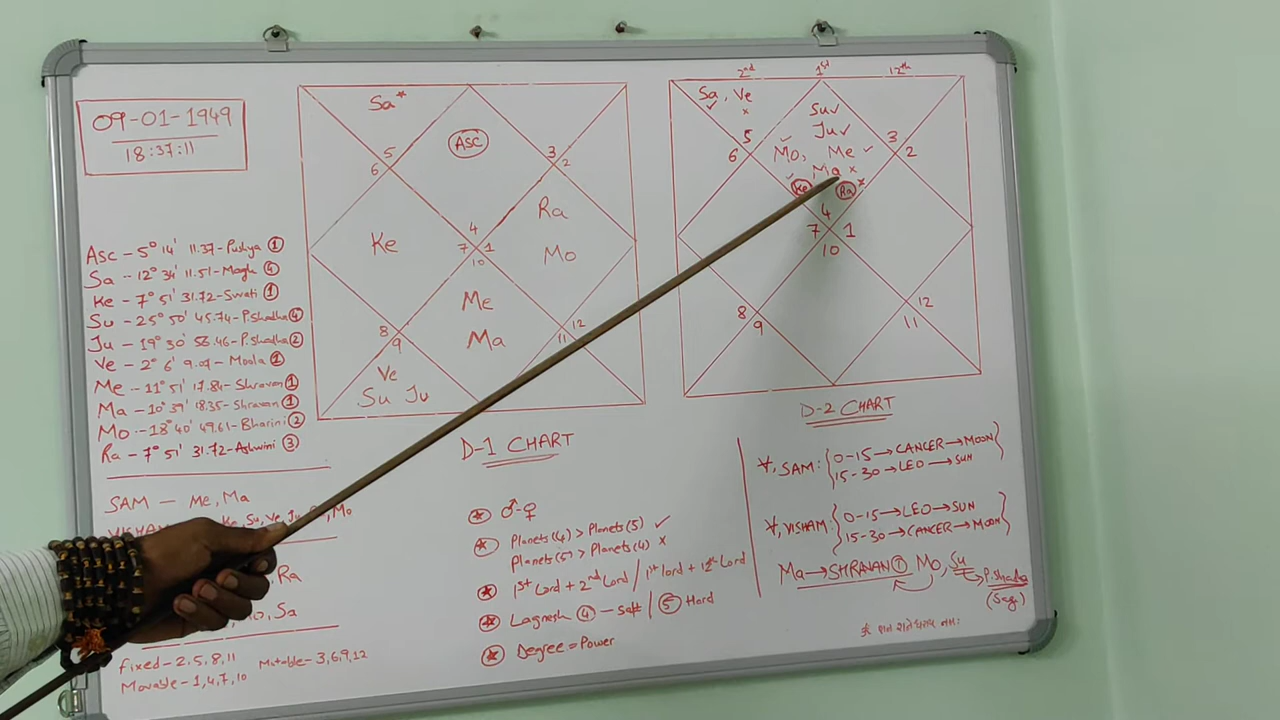 09-01-1949
18:37:11
Asc - 5° 14' 11.37 - Pushya ①
Sa - 12° 34' 11.51 - Magh ④
Ke - 7° 51' 31.72 - Swati ①
Su - 25° 50' 45.74 - P.Shadha ④
Ju - 19° 30' 56.46 - P.Shadha ②
Ve - 2° 6' 9.07 - Moola ①
Me - 11° 51' 17.84 - Shravan ①
Ma - 10° 39' 18.35 - Shravan ①
Mo - 18° 40' 49.61 - Bharini ②
Ra - 7° 51' 31.72 - Ashwini ③
SAM - Me, Ma
Ke, Su, Ve, Ju, Mo
, Ra
Mo, Sa
Fixed - 2,5,8,11 Mutable - 3,6,9,12
Movable - 1,4,7,10
Sa*
ASC
5
6
3
2
Ra
Ke
4
7 1
10
Mo
Me
Ma
8
9
12
11
Ve
Su Ju
D-1 CHART
2nd 1st 12th
Sa ✓, Ve ×
Su ✓
Ju ✓
Mo ✓, Me ✓
✓ Ma ×
Ke Ra ×
5
6
3
2
4
7 1
10
8
9
12
11
D-2 CHART
♂-♀
Planets(4) > Planets(5) ✓
Planets(5) > Planets(4) ×
1st Lord + 2nd Lord / 1st Lord + 12th Lord
Lagnesh ④ - soft / ⑤ Hard
Degree = Power
∀, SAM: { 0-15 → CANCER → MOON
15-30 → LEO → SUN }
∀, VISHAM: { 0-15 → LEO → SUN
15-30 → CANCER → MOON }
Ma → SHRAVAN ① Mo, Su → P.Shadha
(Sagi)